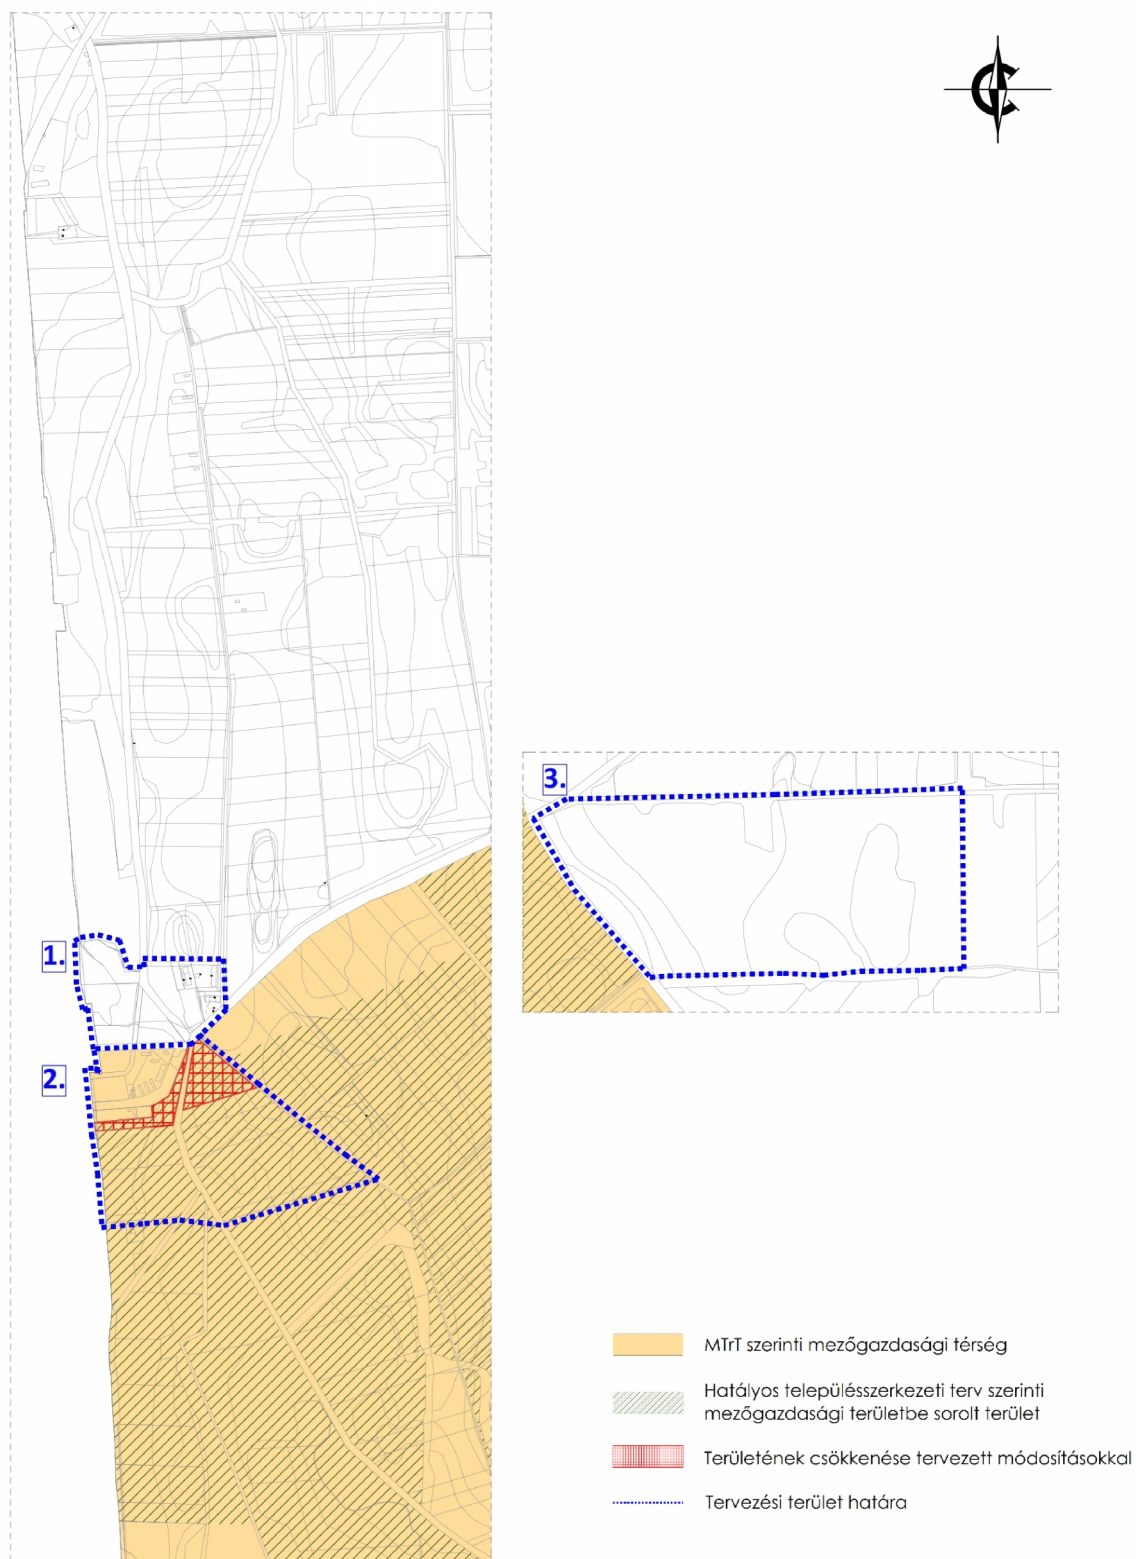 1.
2.
3.
MTrT szerinti mezőgazdasági térség
Hatályos településszerkezeti terv szerinti
mezőgazdasági területbe sorolt terület
Területének csökkenése tervezett módosításokkal
Tervezési terület határa